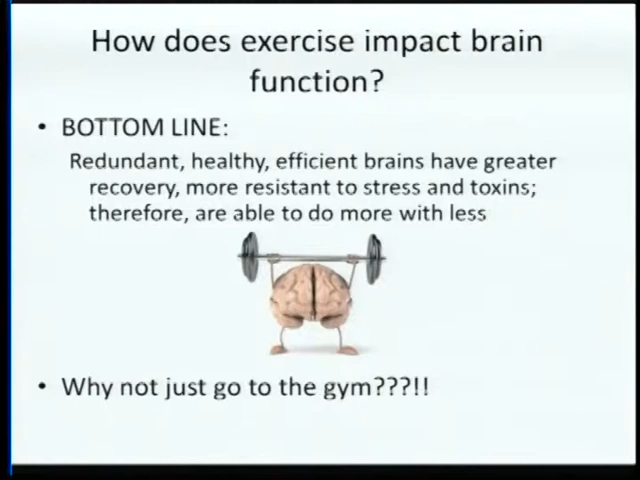 How does exercise impact brain
function?
• BOTTOM LINE:
Redundant, healthy, efficient brains have greater
recovery, more resistant to stress and toxins;
therefore, are able to do more with less
• Why not just go to the gym???!!